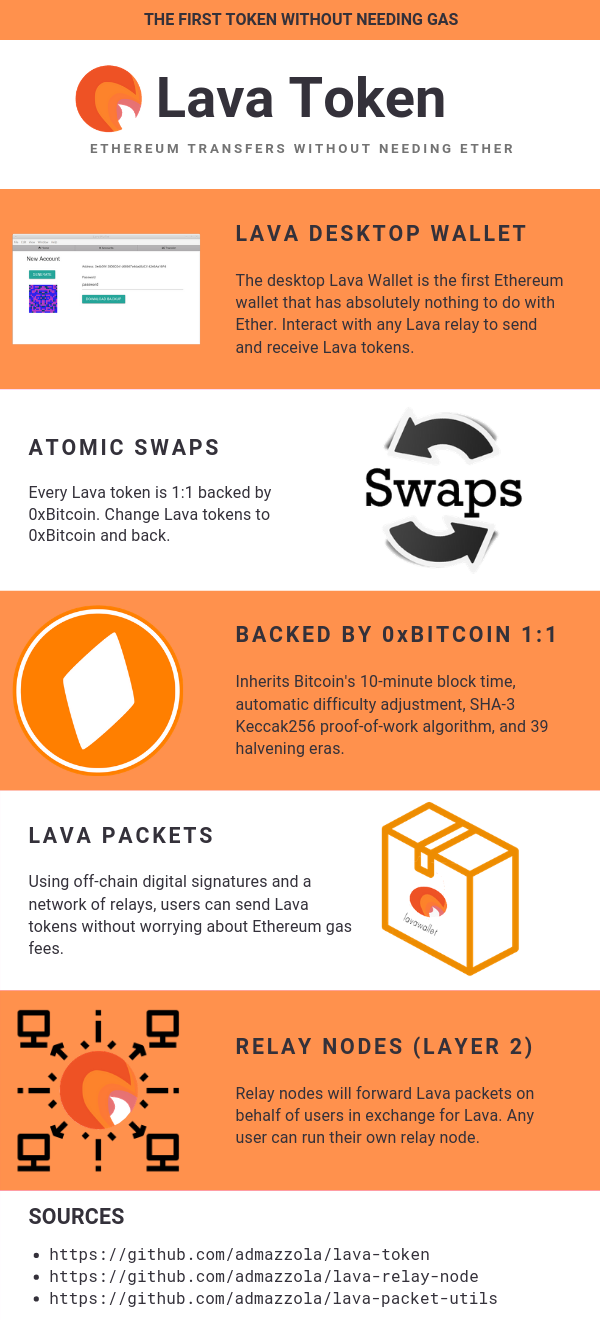 THE FIRST TOKEN WITHOUT NEEDING GAS
Lava Token
ETHEREUM TRANSFERS WITHOUT NEEDING ETHER
New Account
Password
password
LAVA DESKTOP WALLET
The desktop Lava Wallet is the first Ethereum
wallet that has absolutely nothing to do with
Ether. Interact with any Lava relay to send
and receive Lava tokens.
ATOMIC SWAPS
Every Lava token is 1:1 backed by
0xBitcoin. Change Lava tokens to
0xBitcoin and back.
Swaps
BACKED BY 0xBITCOIN 1:1
Inherits Bitcoin's 10-minute block time,
automatic difficulty adjustment, SHA-3
Keccak256 proof-of-work algorithm, and 39
halvening eras.
LAVA PACKETS
Using off-chain digital signatures and a
network of relays, users can send Lava
tokens without worrying about Ethereum gas
fees.
lavawallet
RELAY NODES (LAYER 2)
Relay nodes will forward Lava packets on
behalf of users in exchange for Lava. Any
user can run their own relay node.
SOURCES
• https://github.com/admazzola/lava-token
• https://github.com/admazzola/lava-relay-node
• https://github.com/admazzola/lava-packet-utils